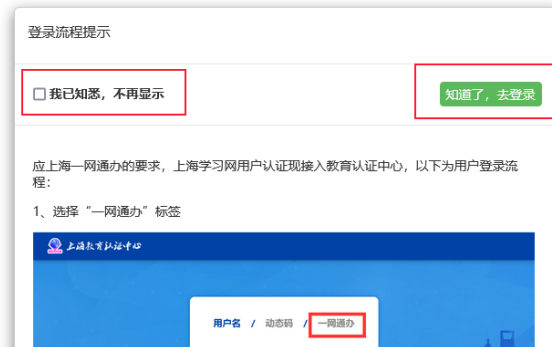 登录流程提示
我已知悉，不再显示
知道了，去登录
应上海一网通办的要求，上海学习网用户认证现接入教育认证中心，以下为用户登录流
程：
1、选择“一网通办”标签
上海教育认证中心
用户名 / 动态码 / 一网通办